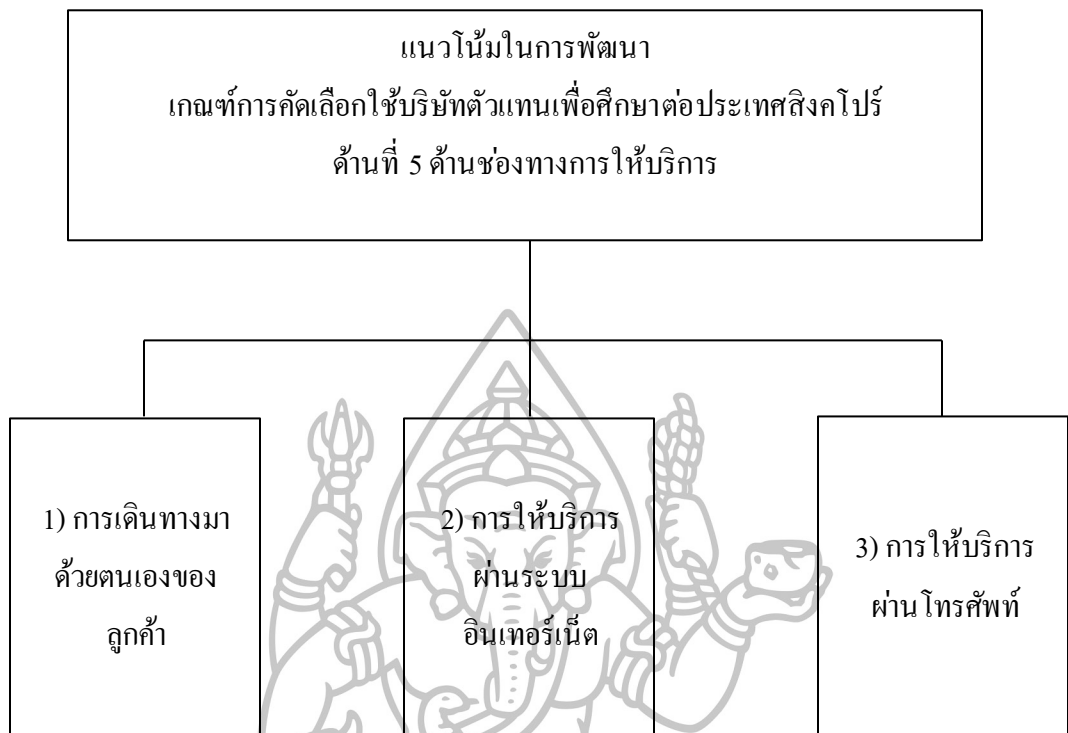 แนวโน้มในการพัฒนา
เกณฑ์การคัดเลือกใช้บริษัทตัวแทนเพื่อศึกษาต่อประเทศสิงคโปร์
ด้านที่ 5 ด้านช่องทางการให้บริการ
1) การเดินทางมา
ด้วยตนเองของ
ลูกค้า
2) การให้บริการ
ผ่านระบบ
อินเทอร์เน็ต
3) การให้บริการ
ผ่านโทรศัพท์